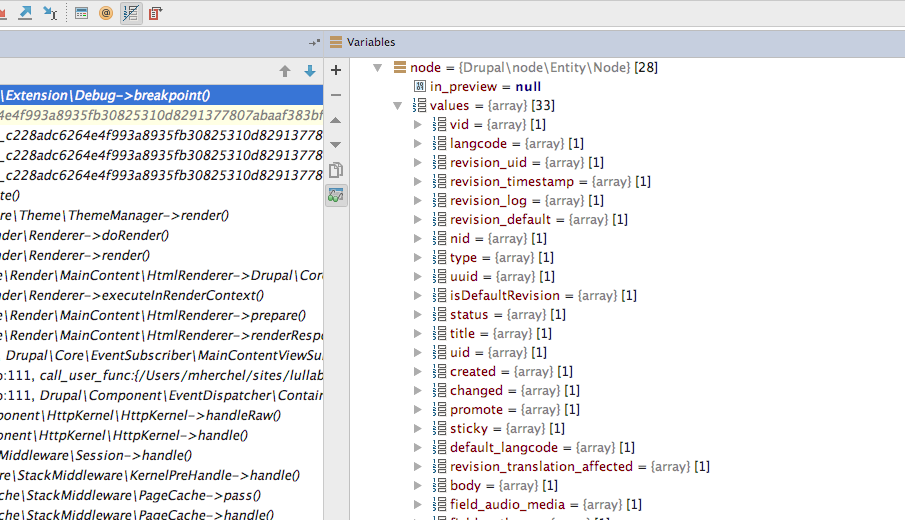 Variables
\Extension\Debug->breakpoint()
4e4f993a8935fb30825310d8291377807abaaf383bf
_c228adc6264e4f993a8935fb30825310d82913778
_c228adc6264e4f993a8935fb30825310d82913778
_c228adc6264e4f993a8935fb30825310d82913778
te()
re\Theme\ThemeManager->render()
nder\Renderer->doRender()
nder\Renderer->render()
e\Render\MainContent\HtmlRenderer->Drupal\Core
nder\Renderer->executeInRenderContext()
e\Render\MainContent\HtmlRenderer->prepare()
e\Render\MainContent\HtmlRenderer->renderRespo
, Drupal\Core\EventSubscriber\MainContentViewSu
o:111, call_user_func:{/Users/mherchel/sites/lullab
o:111, Drupal\Component\EventDispatcher\Contain
ponent\HttpKernel\HttpKernel->handleRaw()
onent\HttpKernel\HttpKernel->handle()
Middleware\Session->handle()
re\StackMiddleware\KernelPreHandle->handle()
che\StackMiddleware\PageCache->pass()
che\StackMiddleware\PageCache->handle()
node = {Drupal\node\Entity\Node} [28]
in_preview = null
values = {array} [33]
vid = {array} [1]
langcode = {array} [1]
revision_uid = {array} [1]
revision_timestamp = {array} [1]
revision_log = {array} [1]
revision_default = {array} [1]
nid = {array} [1]
type = {array} [1]
uuid = {array} [1]
isDefaultRevision = {array} [1]
status = {array} [1]
title = {array} [1]
uid = {array} [1]
created = {array} [1]
changed = {array} [1]
promote = {array} [1]
sticky = {array} [1]
default_langcode = {array} [1]
revision_translation_affected = {array} [1]
body = {array} [1]
field_audio_media = {array} [1]